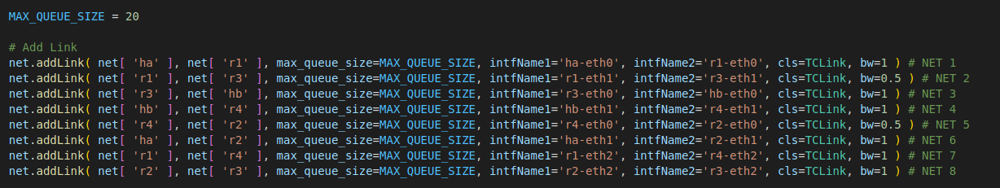 MAX_QUEUE_SIZE = 20
# Add Link
net.addLink( net[ 'ha' ], net[ 'r1' ], max_queue_size=MAX_QUEUE_SIZE, intfName1='ha-eth0', intfName2='r1-eth0', cls=TCLink, bw=1 ) # NET 1
net.addLink( net[ 'r1' ], net[ 'r3' ], max_queue_size=MAX_QUEUE_SIZE, intfName1='r1-eth1', intfName2='r3-eth1', cls=TCLink, bw=0.5 ) # NET 2
net.addLink( net[ 'r3' ], net[ 'hb' ], max_queue_size=MAX_QUEUE_SIZE, intfName1='r3-eth0', intfName2='hb-eth0', cls=TCLink, bw=1 ) # NET 3
net.addLink( net[ 'hb' ], net[ 'r4' ], max_queue_size=MAX_QUEUE_SIZE, intfName1='hb-eth1', intfName2='r4-eth1', cls=TCLink, bw=1 ) # NET 4
net.addLink( net[ 'r4' ], net[ 'r2' ], max_queue_size=MAX_QUEUE_SIZE, intfName1='r4-eth0', intfName2='r2-eth0', cls=TCLink, bw=0.5 ) # NET 5
net.addLink( net[ 'ha' ], net[ 'r2' ], max_queue_size=MAX_QUEUE_SIZE, intfName1='ha-eth1', intfName2='r2-eth1', cls=TCLink, bw=1 ) # NET 6
net.addLink( net[ 'r1' ], net[ 'r4' ], max_queue_size=MAX_QUEUE_SIZE, intfName1='r1-eth2', intfName2='r4-eth2', cls=TCLink, bw=1 ) # NET 7
net.addLink( net[ 'r2' ], net[ 'r3' ], max_queue_size=MAX_QUEUE_SIZE, intfName1='r2-eth2', intfName2='r3-eth2', cls=TCLink, bw=1 ) # NET 8